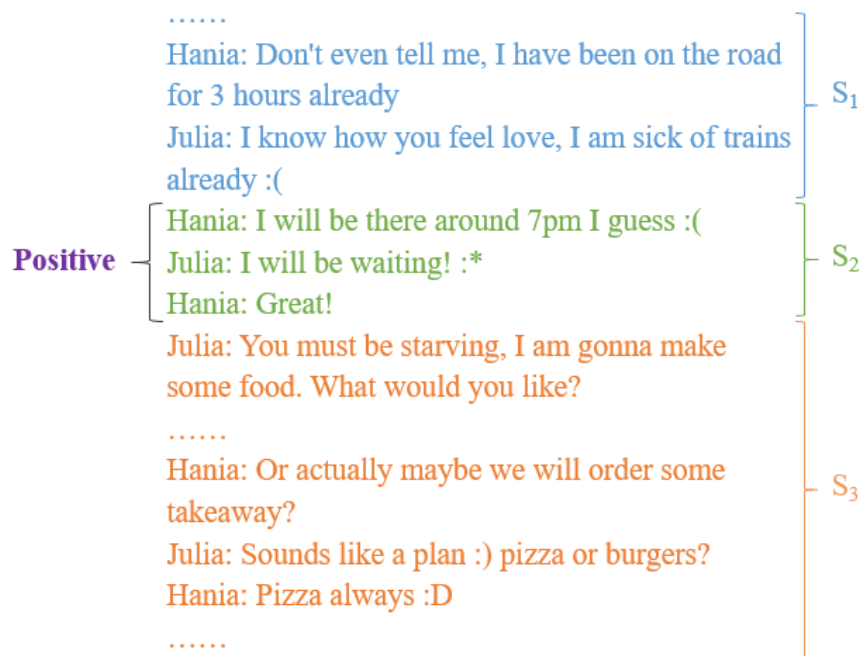 ……
Hania: Don't even tell me, I have been on the road
for 3 hours already
S1
Julia: I know how you feel love, I am sick of trains
already :(
Hania: I will be there around 7pm I guess :(
Positive
Julia: I will be waiting! :*
S2
Hania: Great!
Julia: You must be starving, I am gonna make
some food. What would you like?
……
Hania: Or actually maybe we will order some
takeaway?
S3
Julia: Sounds like a plan :) pizza or burgers?
Hania: Pizza always :D
……